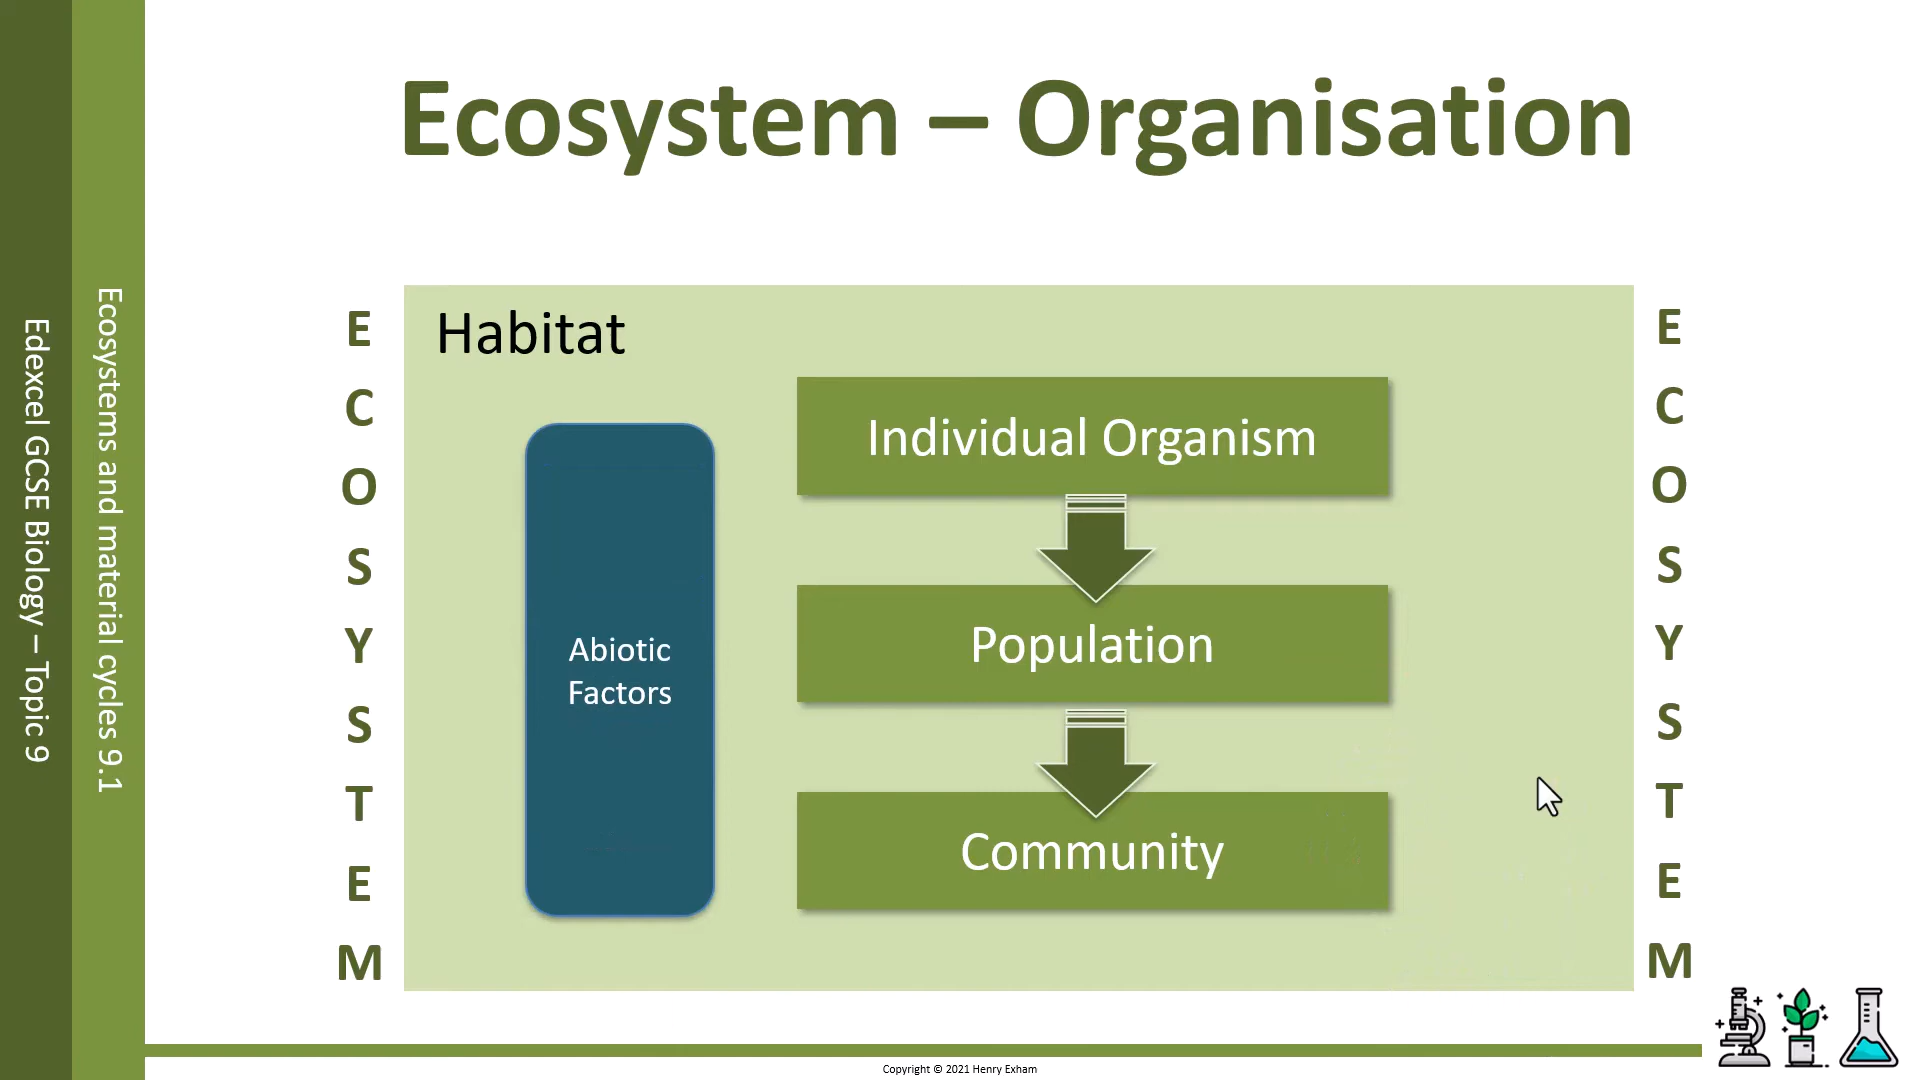 Ecosystem – Organisation
Ecosystems and material cycles 9.1
Edexcel GCSE Biology – Topic 9
E
C
O
S
Y
S
T
E
M
Habitat
Abiotic
Factors
Individual Organism
Population
Community
E
C
O
S
Y
S
T
E
M
Copyright © 2021 Henry Exham